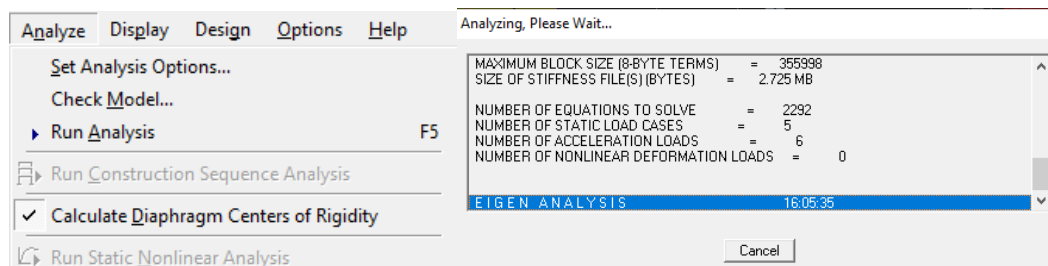 Analyze Display Design Options Help
Set Analysis Options...
Check Model...
Run Analysis F5
Run Construction Sequence Analysis
Calculate Diaphragm Centers of Rigidity
Run Static Nonlinear Analysis
Analyzing, Please Wait...
MAXIMUM BLOCK SIZE (8-BYTE TERMS) = 355998
SIZE OF STIFFNESS FILE(S) (BYTES) = 2.725 MB
NUMBER OF EQUATIONS TO SOLVE = 2292
NUMBER OF STATIC LOAD CASES = 5
NUMBER OF ACCELERATION LOADS = 6
NUMBER OF NONLINEAR DEFORMATION LOADS = 0
E I G E N A N A L Y S I S 16:05:35
Cancel